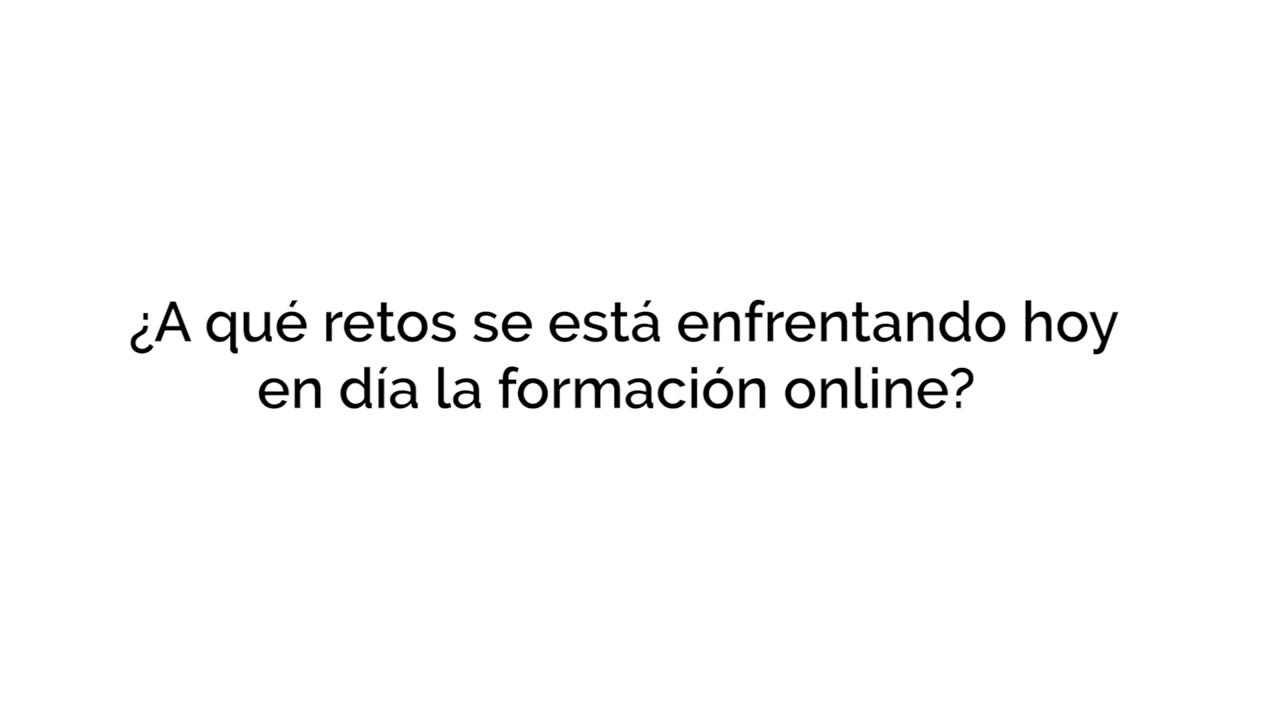 ¿A qué retos se está enfrentando hoy
en día la formación online?